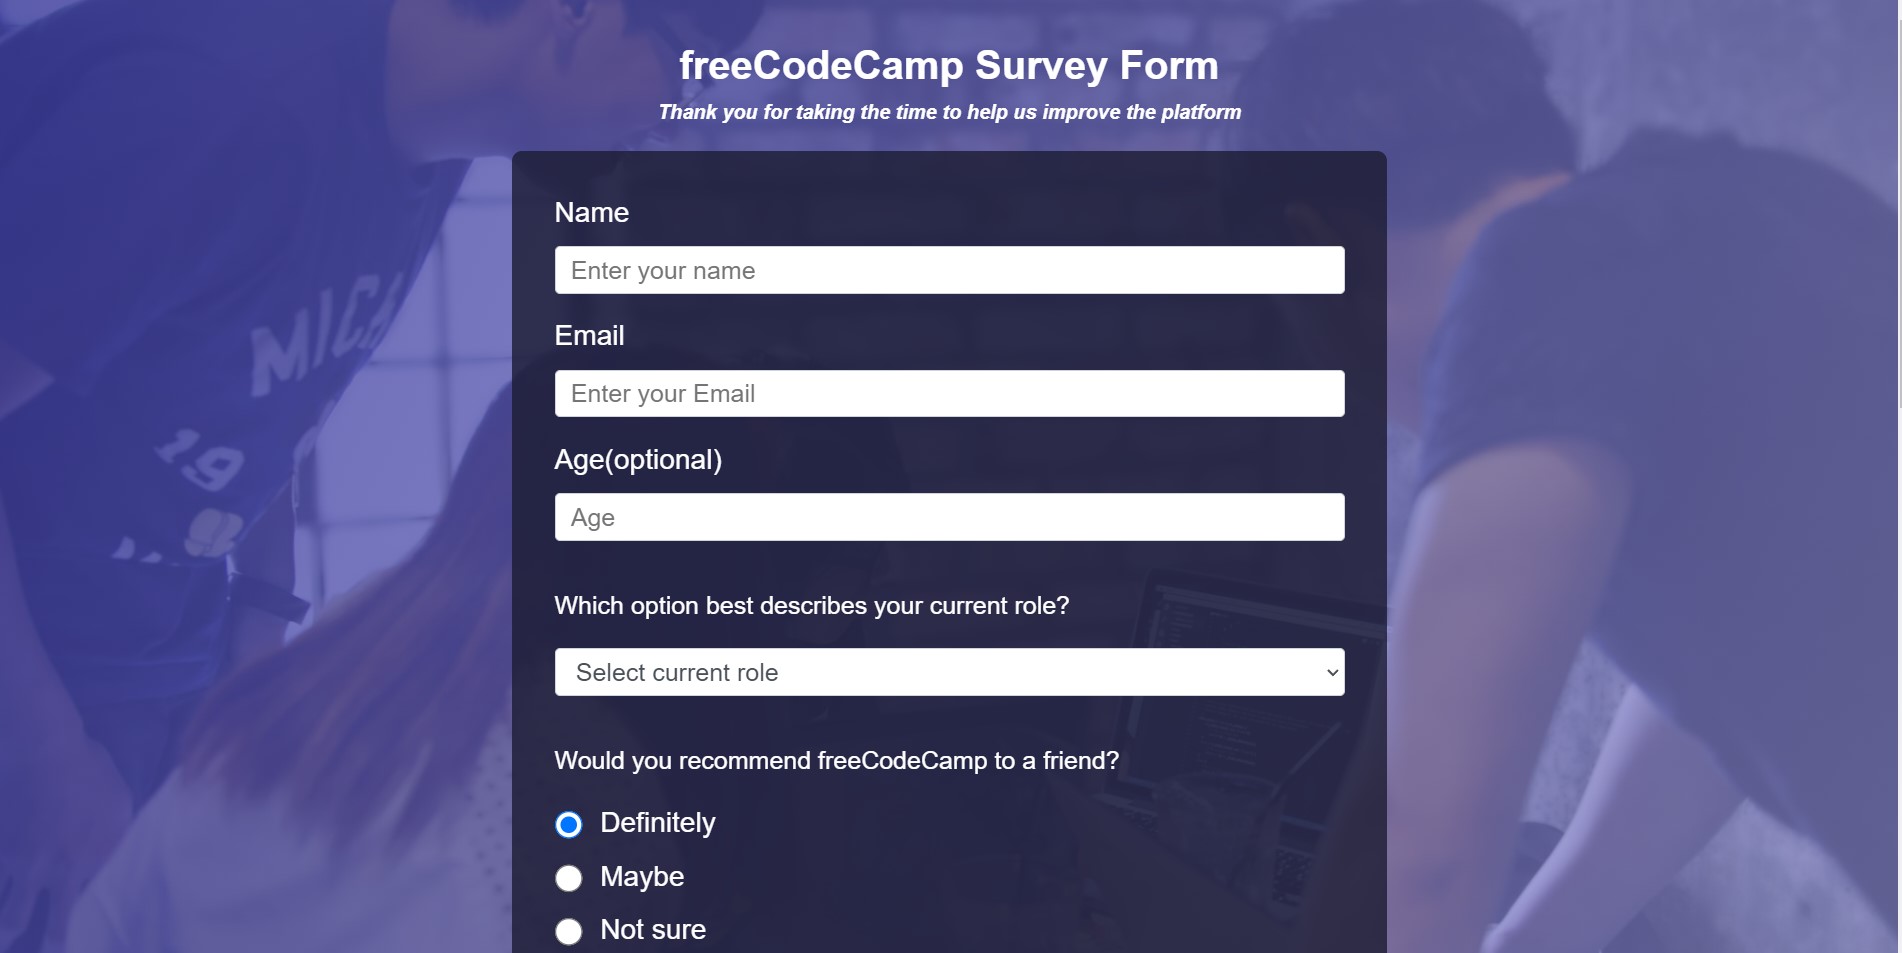 freeCodeCamp Survey Form
Thank you for taking the time to help us improve the platform
Name
Enter your name
Email
Enter your Email
Age(optional)
Age
Which option best describes your current role?
Select current role
Would you recommend freeCodeCamp to a friend?
Definitely
Maybe
Not sure
MICH
19